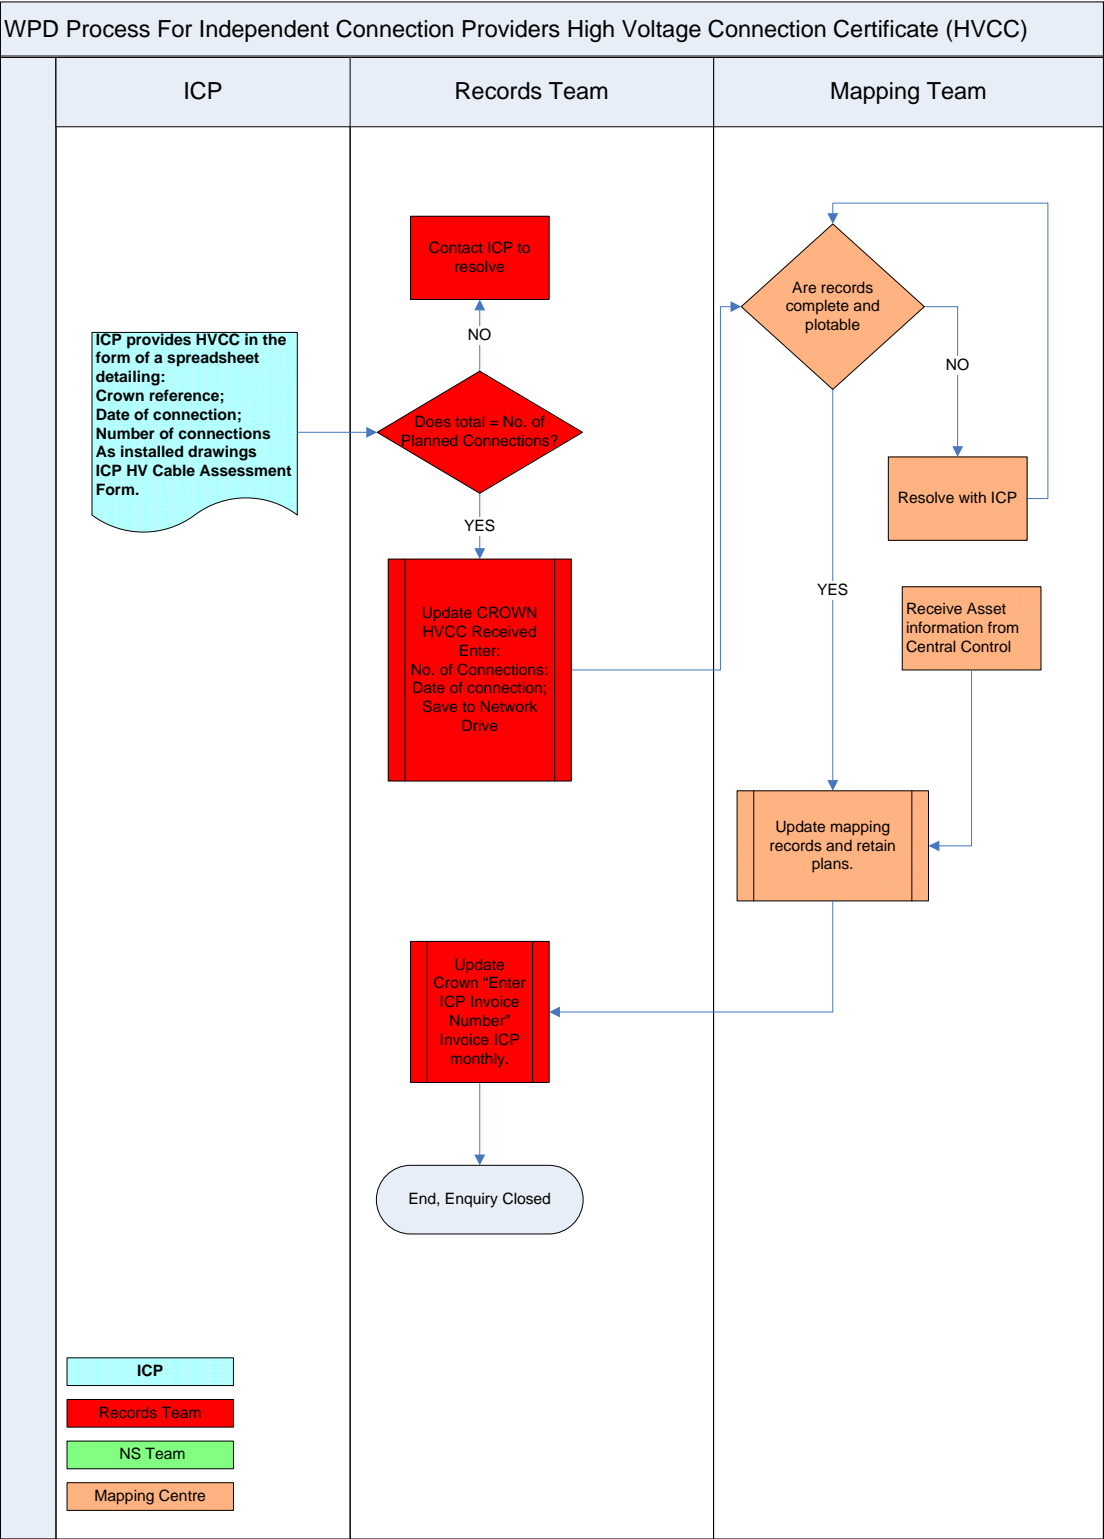 WPD Process For Independent Connection Providers High Voltage Connection Certificate (HVCC)
ICP
Records Team
Mapping Team
ICP provides HVCC in the
form of a spreadsheet
detailing:
Crown reference;
Date of connection;
Number of connections
As installed drawings
ICP HV Cable Assessment
Form.
Contact ICP to
resolve
NO
Does total = No. of
Planned Connections?
YES
Update CROWN
HVCC Received
Enter:
No. of Connections:
Date of connection;
Save to Network
Drive
Are records
complete and
plotable
NO
Resolve with ICP
YES
Receive Asset
information from
Central Control
Update mapping
records and retain
plans.
Update
Crown “Enter
ICP Invoice
Number”
Invoice ICP
monthly.
End, Enquiry Closed
ICP
Records Team
NS Team
Mapping Centre